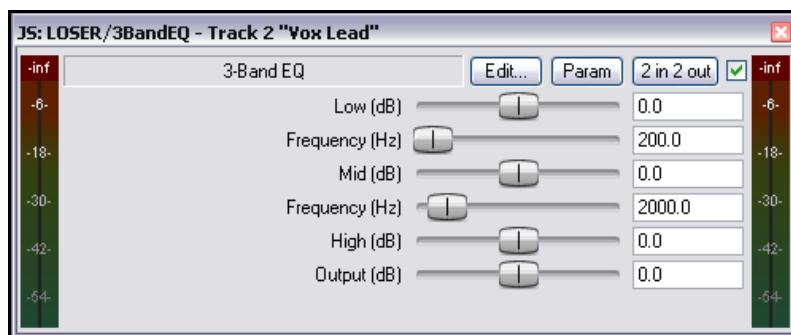 JS: LOSER/3BandEQ - Track 2 "Vox Lead"
-inf 3-Band EQ Edit... Param 2 in 2 out -inf
-6- Low (dB) 0.0 -6-
Frequency (Hz) 200.0
-18- Mid (dB) 0.0 -18-
-30- Frequency (Hz) 2000.0 -30-
High (dB) 0.0
-42- Output (dB) 0.0 -42-
-54- -54-